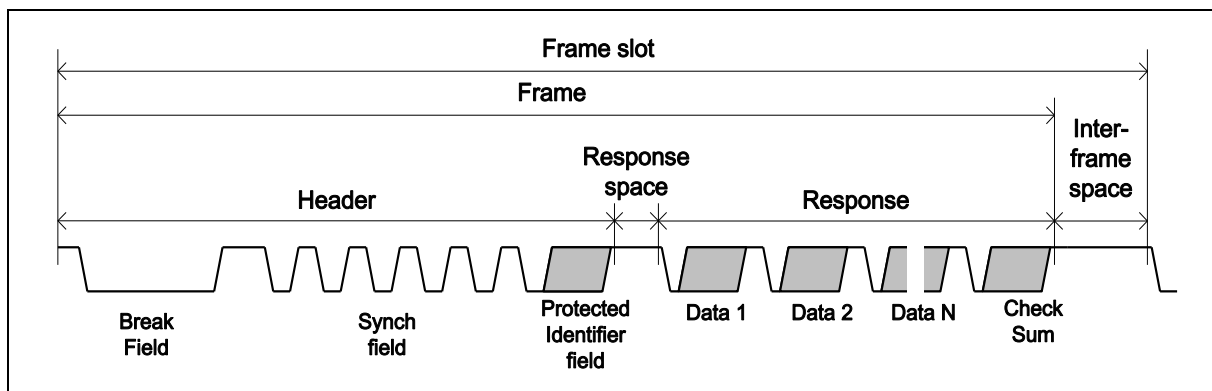 Frame slot
Frame
Inter-
frame
space
Response
space
Header
Response
Break
Field
Synch
field
Protected
Identifier
field
Data 1
Data 2
Data N
Check
Sum